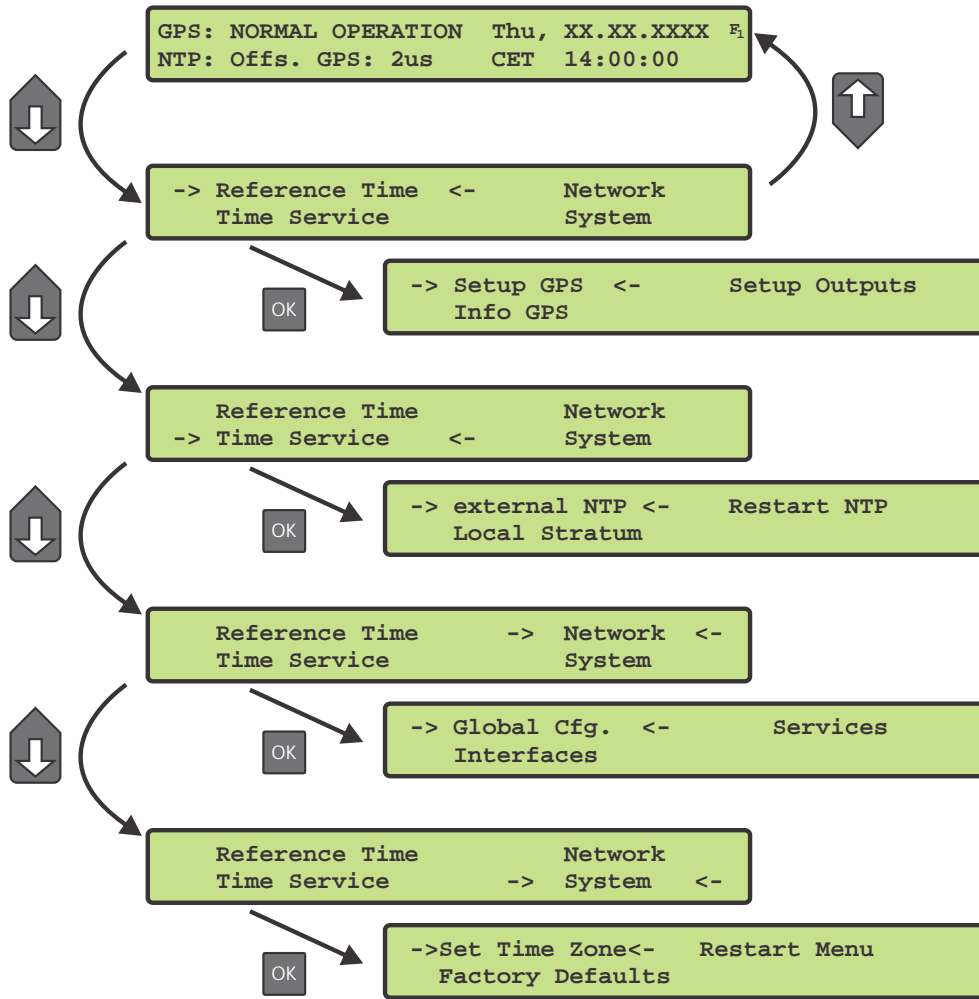 GPS: NORMAL OPERATION Thu, XX.XX.XXXX F1
NTP: Offs. GPS: 2us CET 14:00:00
-> Reference Time <- Network
Time Service System
OK
-> Setup GPS <- Setup Outputs
Info GPS
Reference Time Network
-> Time Service <- System
OK
-> external NTP <- Restart NTP
Local Stratum
Reference Time -> Network <-
Time Service System
OK
-> Global Cfg. <- Services
Interfaces
Reference Time Network
Time Service -> System <-
OK
->Set Time Zone<- Restart Menu
Factory Defaults